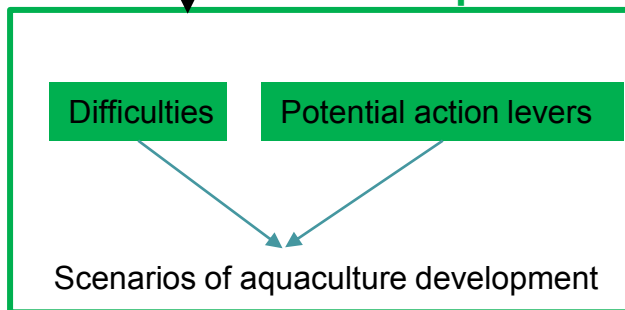 Difficulties
Potential action levers
Scenarios of aquaculture development